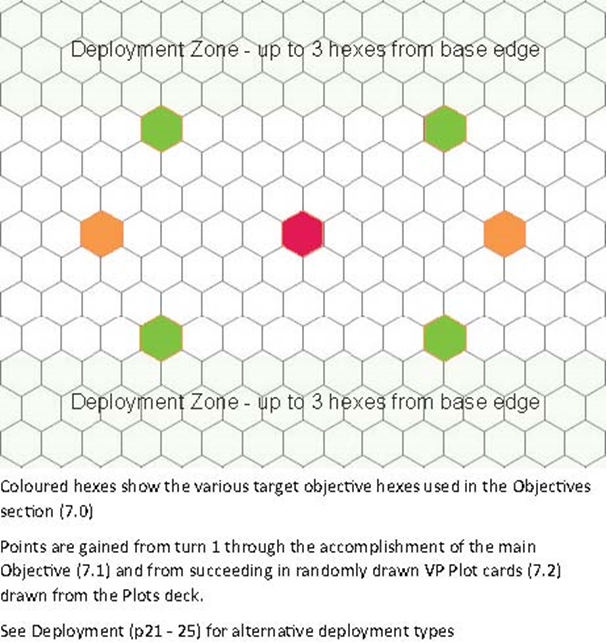 Deployment Zone - up to 3 hexes from base edge
Deployment Zone - up to 3 hexes from base edge
Coloured hexes show the various target objective hexes used in the Objectives
section (7.0)
Points are gained from turn 1 through the accomplishment of the main
Objective (7.1) and from succeeding in randomly drawn VP Plot cards (7.2)
drawn from the Plots deck.
See Deployment (p21 - 25) for alternative deployment types